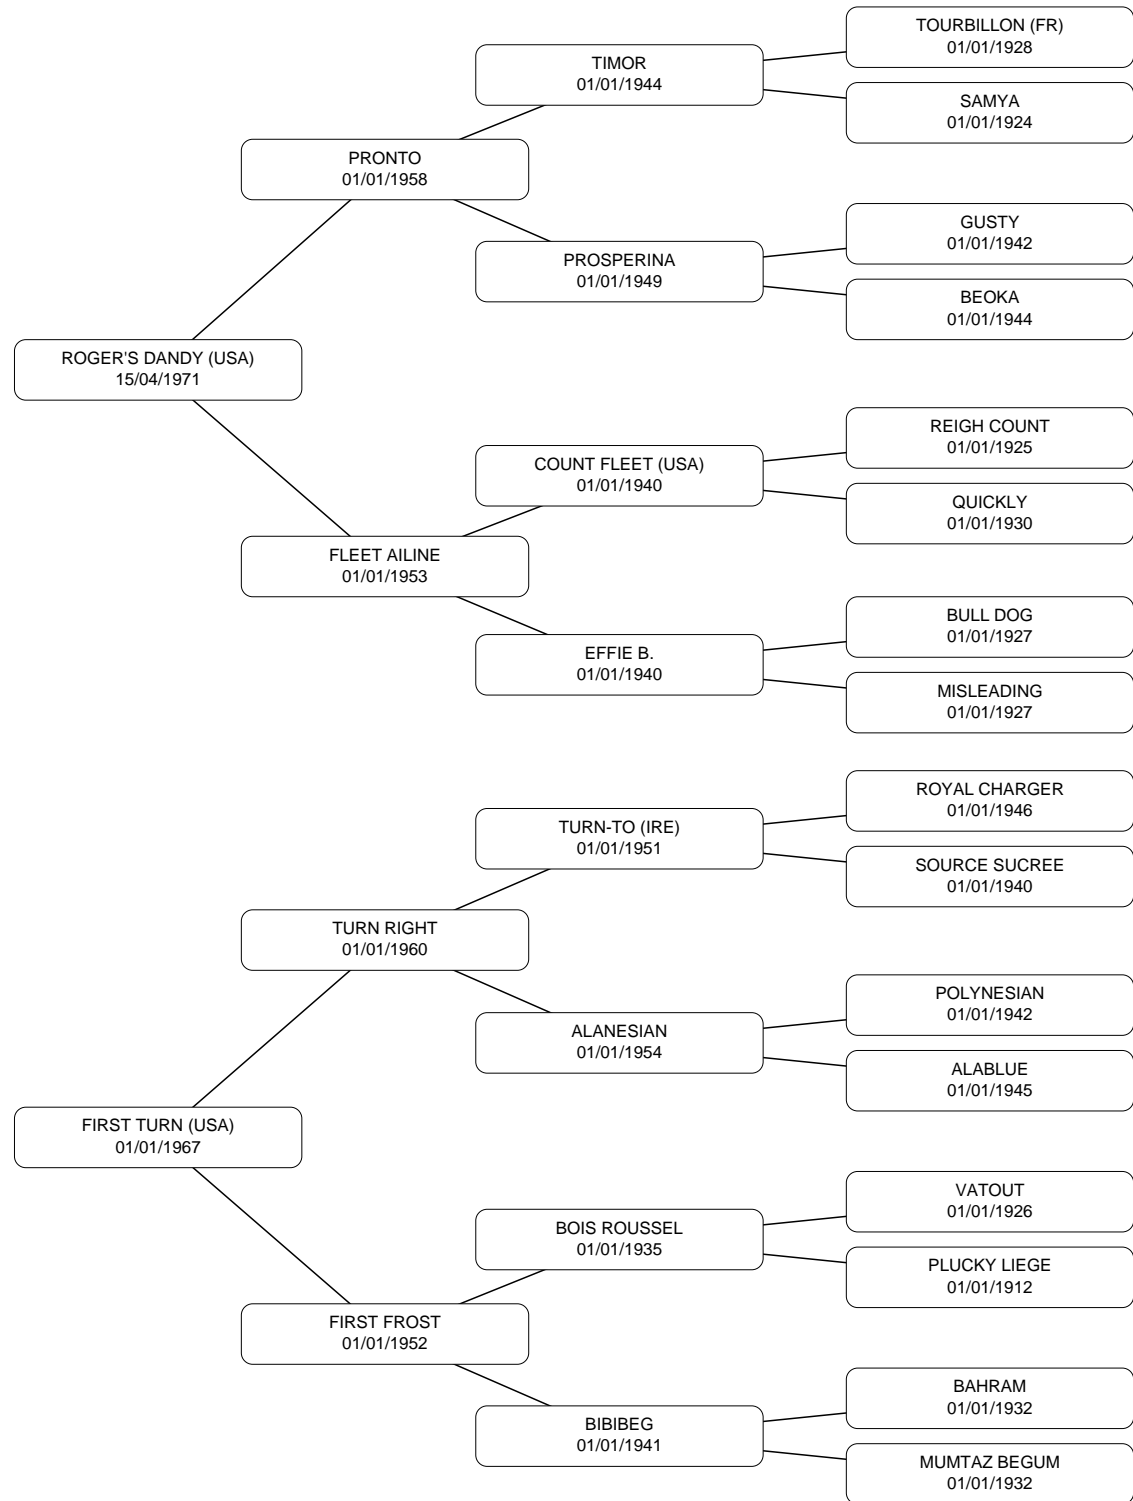 TOURBILLON (FR)
01/01/1928
TIMOR
01/01/1944
SAMYA
01/01/1924
PRONTO
01/01/1958
GUSTY
01/01/1942
PROSPERINA
01/01/1949
BEOKA
01/01/1944
ROGER'S DANDY (USA)
15/04/1971
REIGH COUNT
01/01/1925
COUNT FLEET (USA)
01/01/1940
QUICKLY
01/01/1930
FLEET AILINE
01/01/1953
BULL DOG
01/01/1927
EFFIE B.
01/01/1940
MISLEADING
01/01/1927
ROYAL CHARGER
01/01/1946
TURN-TO (IRE)
01/01/1951
SOURCE SUCREE
01/01/1940
TURN RIGHT
01/01/1960
POLYNESIAN
01/01/1942
ALANESIAN
01/01/1954
ALABLUE
01/01/1945
FIRST TURN (USA)
01/01/1967
VATOUT
01/01/1926
BOIS ROUSSEL
01/01/1935
PLUCKY LIEGE
01/01/1912
FIRST FROST
01/01/1952
BAHRAM
01/01/1932
BIBIBEG
01/01/1941
MUMTAZ BEGUM
01/01/1932